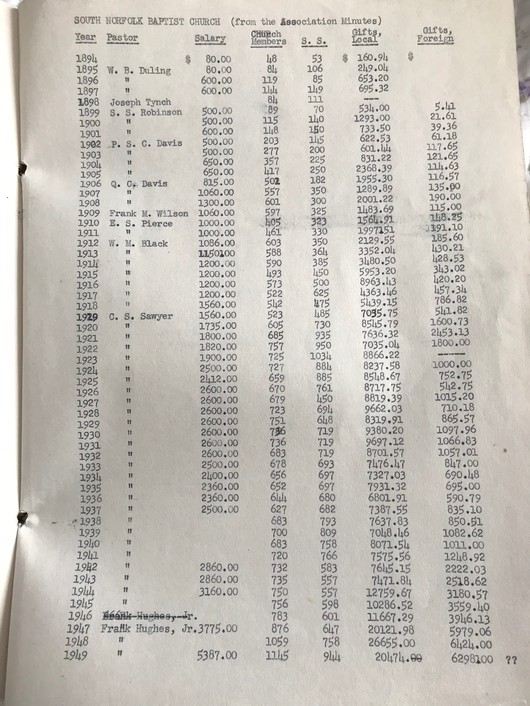 SOUTH NORFOLK BAPTIST CHURCH (from the Association Minutes)
Church Gifts, Gifts,
Year Pastor Salary Members S. S. Local Foreign
1894 $ 80.00 48 53 $ 160.94 $
1895 W. B. Duling 80.00 84 106 249.04
1896 " 600.00 119 85 653.20
1897 " 600.00 144 149 695.32
1898 Joseph Tynch 84 111 ----
1899 S. S. Robinson 500.00 89 70 534.00 5.41
1900 " 500.00 115 140 1293.00 21.61
1901 " 600.00 148 150 733.50 39.36
1902 P. S. C. Davis 500.00 203 145 622.53 61.18
1903 " 500.00 277 200 601.44 117.65
1904 " 650.00 357 225 831.22 121.65
1905 " 650.00 417 250 2368.39 114.63
1906 Q. C. Davis 815.00 502 182 1955.30 116.57
1907 " 1060.00 557 350 1289.89 135.00
1908 " 1300.00 601 300 2001.22 190.00
1909 Frank M. Wilson 1060.00 597 325 1483.69 115.00
1910 E. S. Pierce 1000.00 405 323 1564.91 148.25
1911 " 1000.00 461 330 1997151 191.10
1912 W. M. Black 1086.00 603 350 2129.55 185.60
1913 " 1150100 588 364 3352.04 430.21
1914 " 1200.00 590 385 3480.50 428.53
1915 " 1200.00 493 450 5953.20 343.02
1916 " 1200.00 573 500 8963.43 420.20
1917 " 1200.00 522 625 4363.46 457.34
1918 " 1560.00 542 475 5439.15 786.82
1919 C. S. Sawyer 1560.00 523 485 7035.75 541.82
1920 " 1735.00 605 730 8545.79 1600.73
1921 " 1800.00 685 935 7636.32 2453.13
1922 " 1820.00 757 950 7035.04 1800.00
1923 " 1900.00 725 1034 8866.22 -----
1924 " 2500.00 727 884 8237.58 1000.00
1925 " 2412.00 659 885 8548.67 752.75
1926 " 2600.00 670 761 8717.75 542.75
1927 " 2600.00 679 450 8819.39 1015.20
1928 " 2600.00 723 694 9662.03 710.18
1929 " 2600.00 751 648 8319.91 865.57
1930 " 2600.00 736 719 9380.20 1097.96
1931 " 2600.00 736 719 9697.12 1066.83
1932 " 2600.00 683 719 8701.57 1057.01
1933 " 2500.00 678 693 7476.47 847.00
1934 " 2400.00 656 697 7327.03 690.48
1935 " 2360.00 652 697 7931.32 695.00
1936 " 2360.00 644 680 6801.91 590.79
1937 " 2500.00 627 682 7387.55 835.10
1938 " 683 793 7637.83 850.51
1939 " 700 809 7048.46 1082.62
1940 " 683 758 8071.54 1011.00
1941 " 720 766 7575.56 1248.92
1942 " 2860.00 732 583 7645.15 2222.03
1943 " 2860.00 735 557 7471.84 2518.62
1944 " 3160.00 750 557 12759.67 3180.57
1945 " 756 598 10286.52 3559.40
1946 Frank Hughes, Jr. 783 601 11667.29 3946.13
1947 Frank Hughes, Jr. 3775.00 876 647 20121.98 5979.06
1948 " 1059 758 26655.00 6424.00
1949 " 5387.00 1145 944 20474.00 6298100 ??